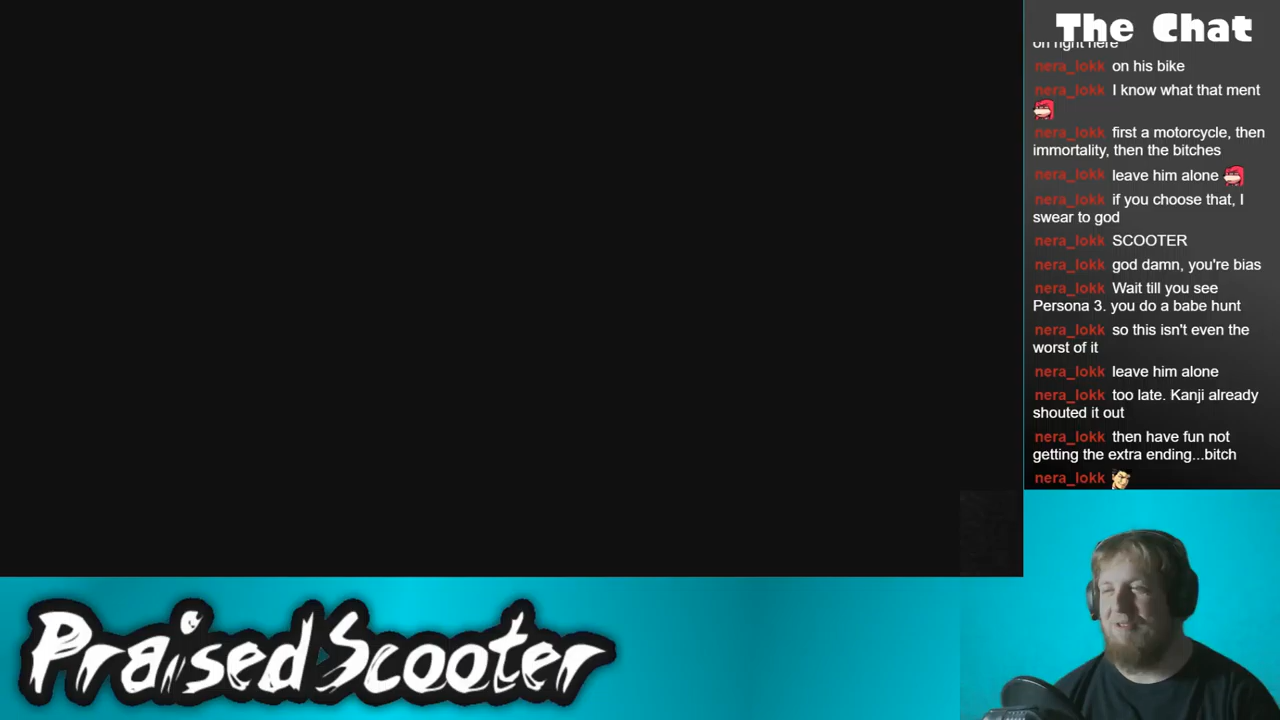 The Chat
on right here
nera_lokk on his bike
nera_lokk I know what that ment
nera_lokk first a motorcycle, then
immortality, then the bitches
nera_lokk leave him alone
nera_lokk if you choose that, I
swear to god
nera_lokk SCOOTER
nera_lokk god damn, you're bias
nera_lokk Wait till you see
Persona 3. you do a babe hunt
nera_lokk so this isn't even the
worst of it
nera_lokk leave him alone
nera_lokk too late. Kanji already
shouted it out
nera_lokk then have fun not
getting the extra ending...bitch
nera_lokk
PraisedScooter